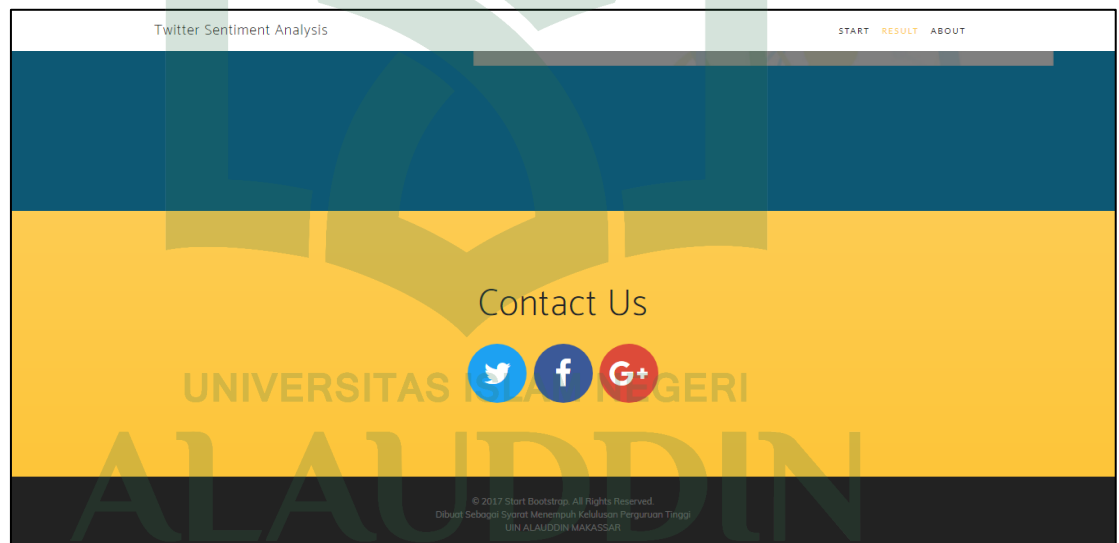 Twitter Sentiment Analysis
START RESULT ABOUT
Contact Us
UNIVERSITAS ISLAM NEGERI
ALAUDDIN
© 2017 Start Bootstrap. All Rights Reserved.
Dibuat Sebagai Syarat Menempuh Kelulusan Perguruan Tinggi
UIN ALAUDDIN MAKASSAR